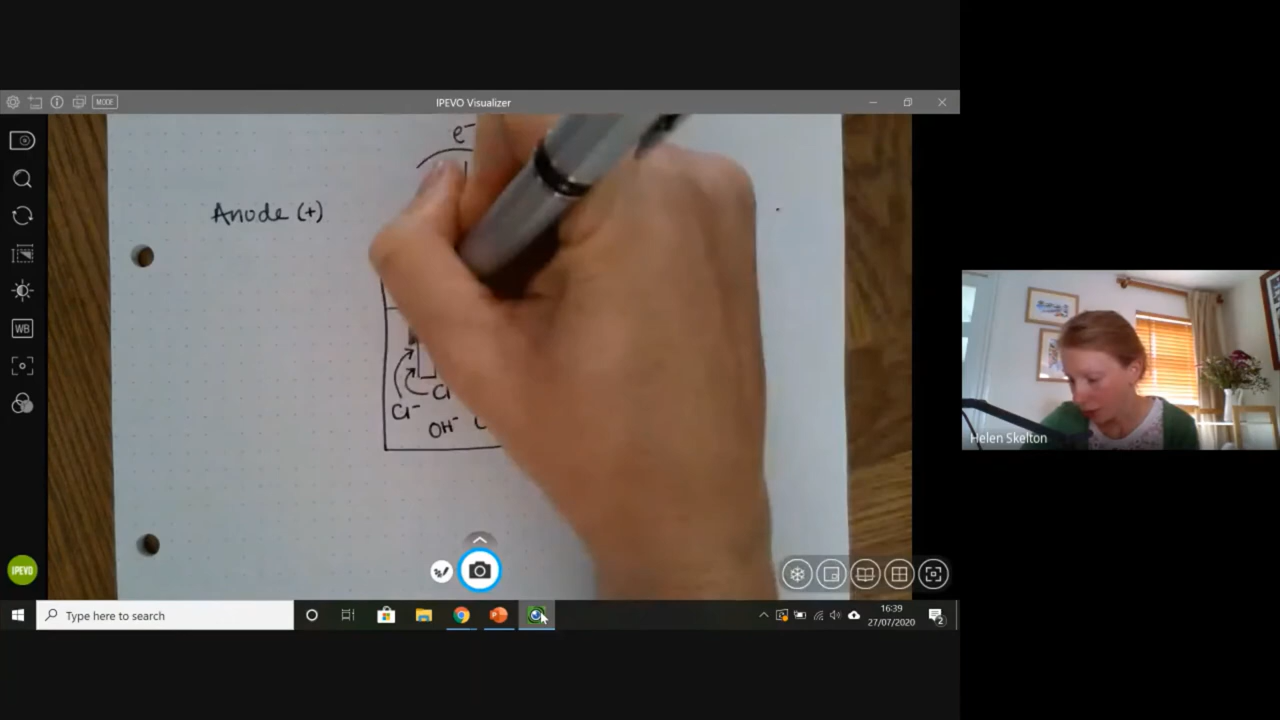 MODE
IPEVO Visualizer
e⁻
Anode (+)
WB
Cl⁻
OH⁻
Helen Skelton
IPEVO
Type here to search
16:39
27/07/2020
2